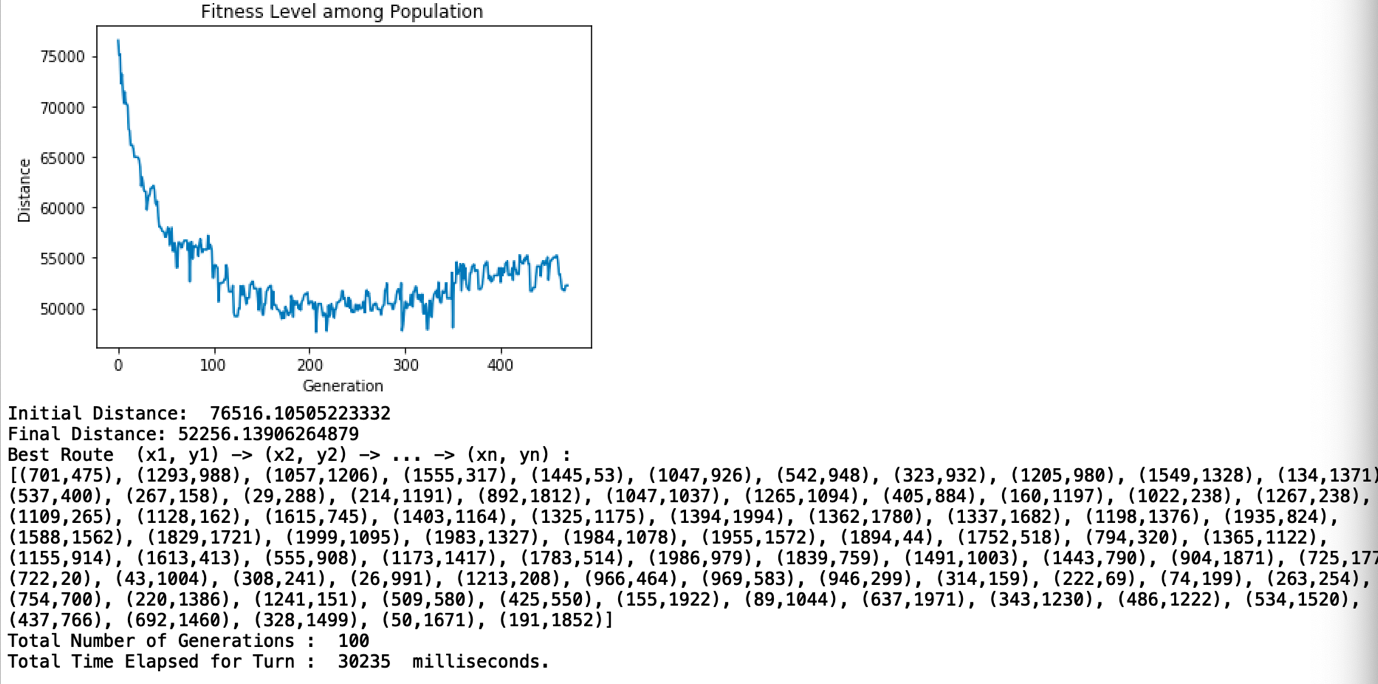 Fitness Level among Population
75000
70000
65000
60000
55000
50000
Distance
0 100 200 300 400
Generation
Initial Distance:  76516.10505223332
Final Distance: 52256.13906264879
Best Route  (x1, y1) —> (x2, y2) —> ... —> (xn, yn) :
[(701,475), (1293,988), (1057,1206), (1555,317), (1445,53), (1047,926), (542,948), (323,932), (1205,980), (1549,1328), (134,1371)
(537,400), (267,158), (29,288), (214,1191), (892,1812), (1047,1037), (1265,1094), (405,884), (160,1197), (1022,238), (1267,238),
(1109,265), (1128,162), (1615,745), (1403,1164), (1325,1175), (1394,1994), (1362,1780), (1337,1682), (1198,1376), (1935,824),
(1588,1562), (1829,1721), (1999,1095), (1983,1327), (1984,1078), (1955,1572), (1894,44), (1752,518), (794,320), (1365,1122),
(1155,914), (1613,413), (555,908), (1173,1417), (1783,514), (1986,979), (1839,759), (1491,1003), (1443,790), (904,1871), (725,177
(722,20), (43,1004), (308,241), (26,991), (1213,208), (966,464), (969,583), (946,299), (314,159), (222,69), (74,199), (263,254),
(754,700), (220,1386), (1241,151), (509,580), (425,550), (155,1922), (89,1044), (637,1971), (343,1230), (486,1222), (534,1520),
(437,766), (692,1460), (328,1499), (50,1671), (191,1852)]
Total Number of Generations :  100
Total Time Elapsed for Turn :  30235  milliseconds.